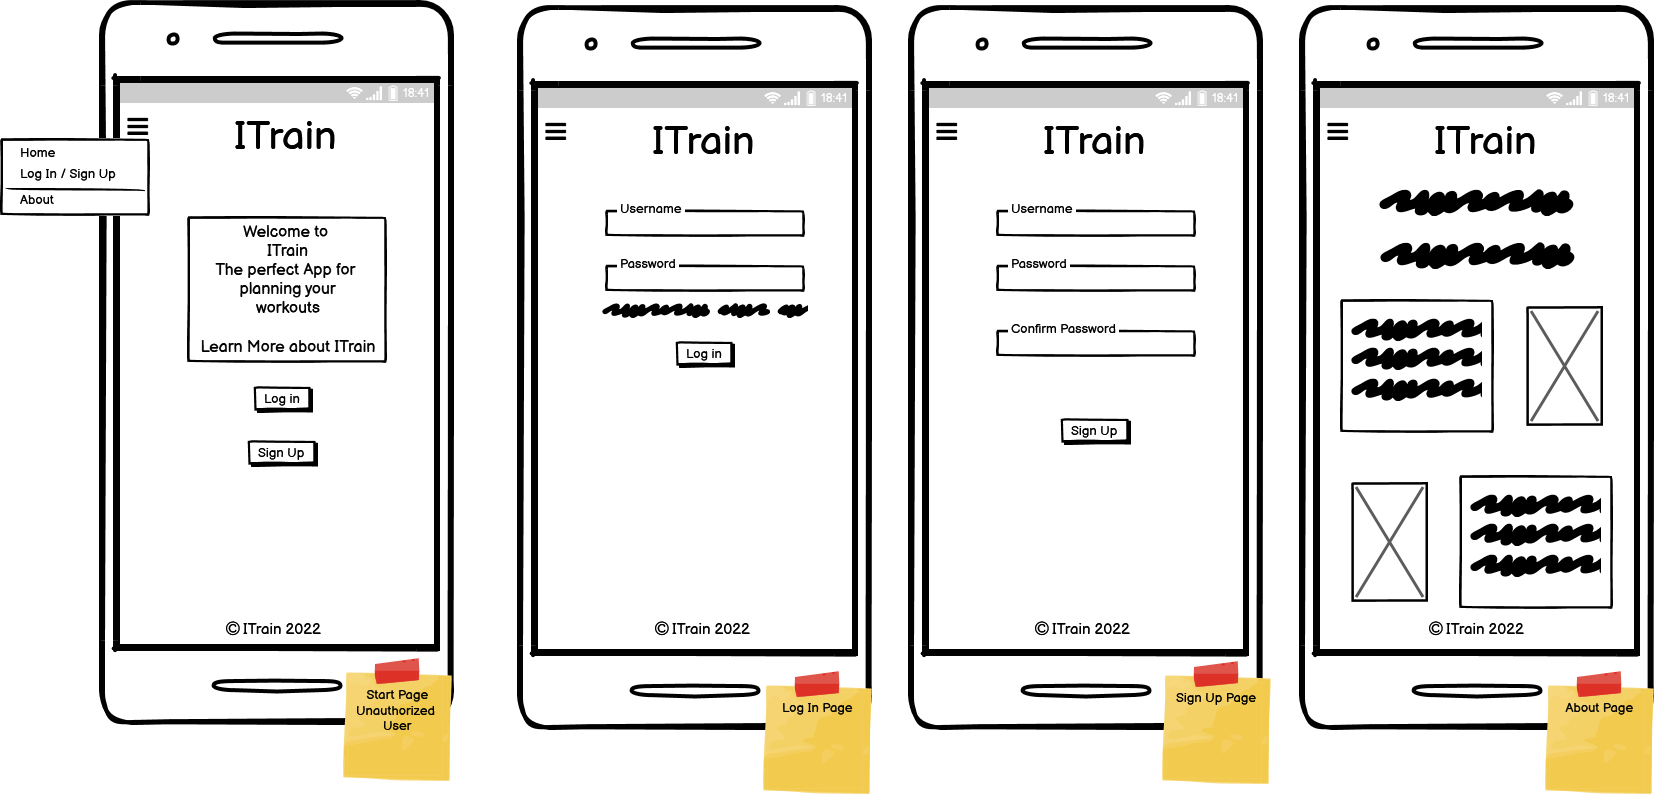 18:41
ITrain
Home
Log In / Sign Up
About
Welcome to
ITrain
The perfect App for
planning your
workouts
Learn More about ITrain
Log in
Sign Up
© ITrain 2022
Start Page
Unauthorized
User
18:41
ITrain
Username
Password
Log in
© ITrain 2022
Log In Page
18:41
ITrain
Username
Password
Confirm Password
Sign Up
© ITrain 2022
Sign Up Page
18:41
ITrain
© ITrain 2022
About Page